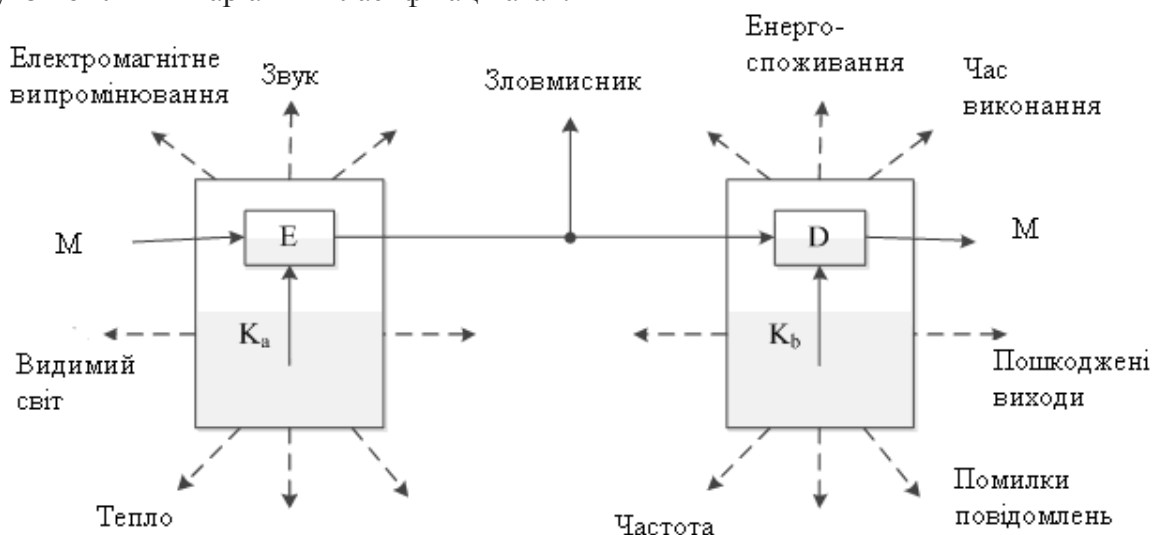 Електромагнітне
випромінювання
Звук
Зловмисник
Енерго-
споживання
Час
виконання
М
E
D
М
Ka
Kb
Видимий
світ
Пошкоджені
виходи
Тепло
Частота
Помилки
повідомлень